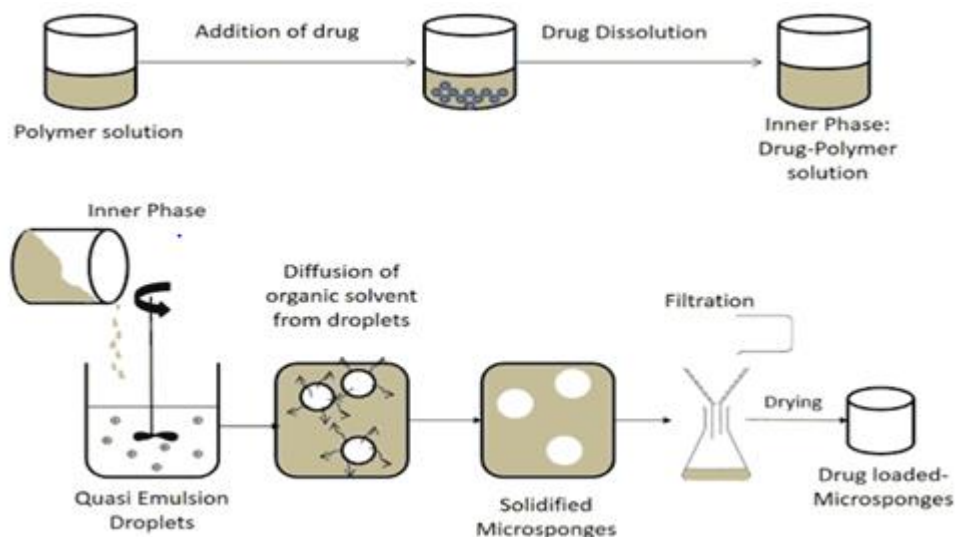 Addition of drug
Drug Dissolution
Polymer solution
Inner Phase:
Drug-Polymer
solution
Inner Phase
Diffusion of
organic solvent
from droplets
Filtration
Drying
Quasi Emulsion
Droplets
Solidified
Microsponges
Drug loaded-
Microsponges